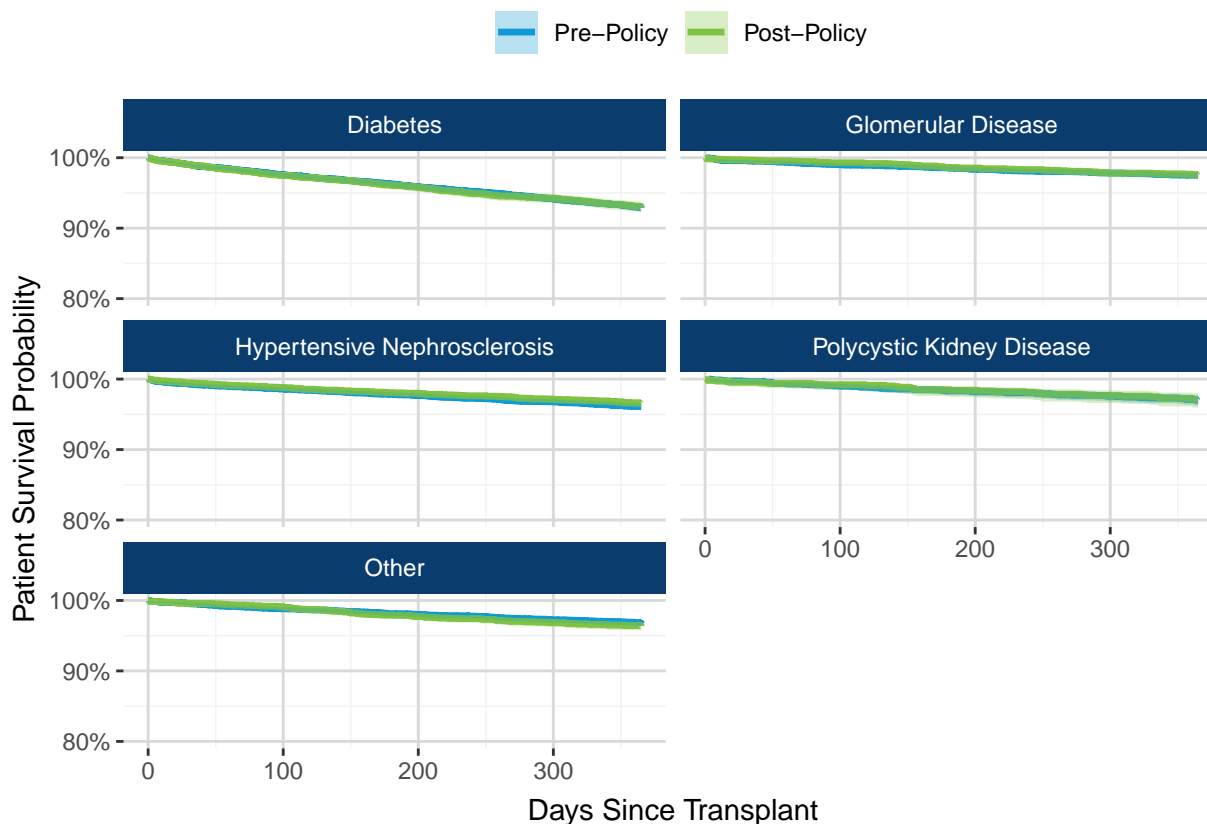 Pre−Policy Post−Policy
Diabetes Glomerular Disease
100%
90%
80%
Hypertensive Nephrosclerosis Polycystic Kidney Disease
100%
90%
80%
0 100 200 300
Other
100%
90%
80%
0 100 200 300
Days Since Transplant
Patient Survival Probability